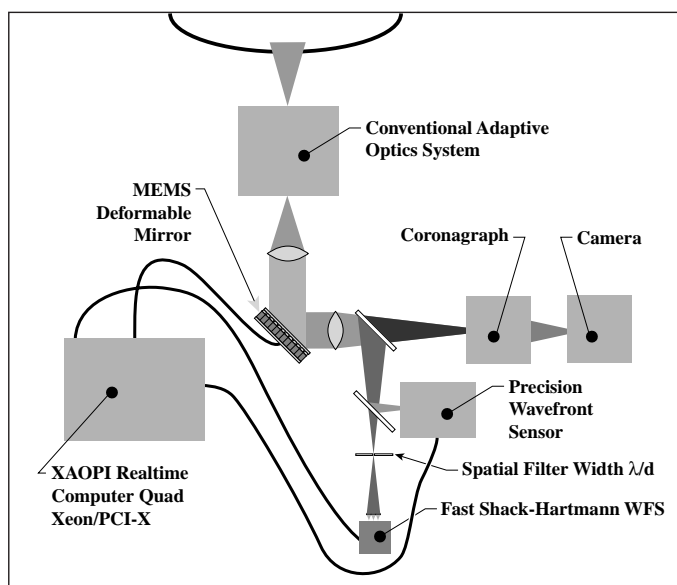 Conventional Adaptive
Optics System
MEMS
Deformable
Mirror
Coronagraph
Camera
Precision
Wavefront
Sensor
Spatial Filter Width λ/d
XAOPI Realtime
Computer Quad
Xeon/PCI-X
Fast Shack-Hartmann WFS